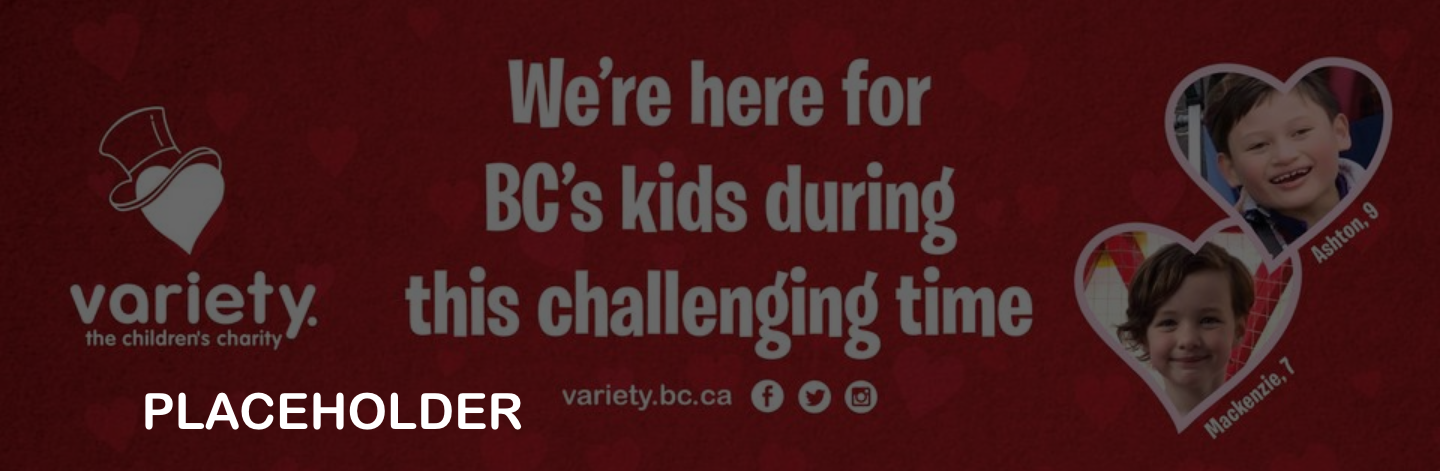 We're here for
BC's kids during
this challenging time
variety.
the children's charity
variety.bc.ca
PLACEHOLDER
Ashton, 9
Mackenzie, 7